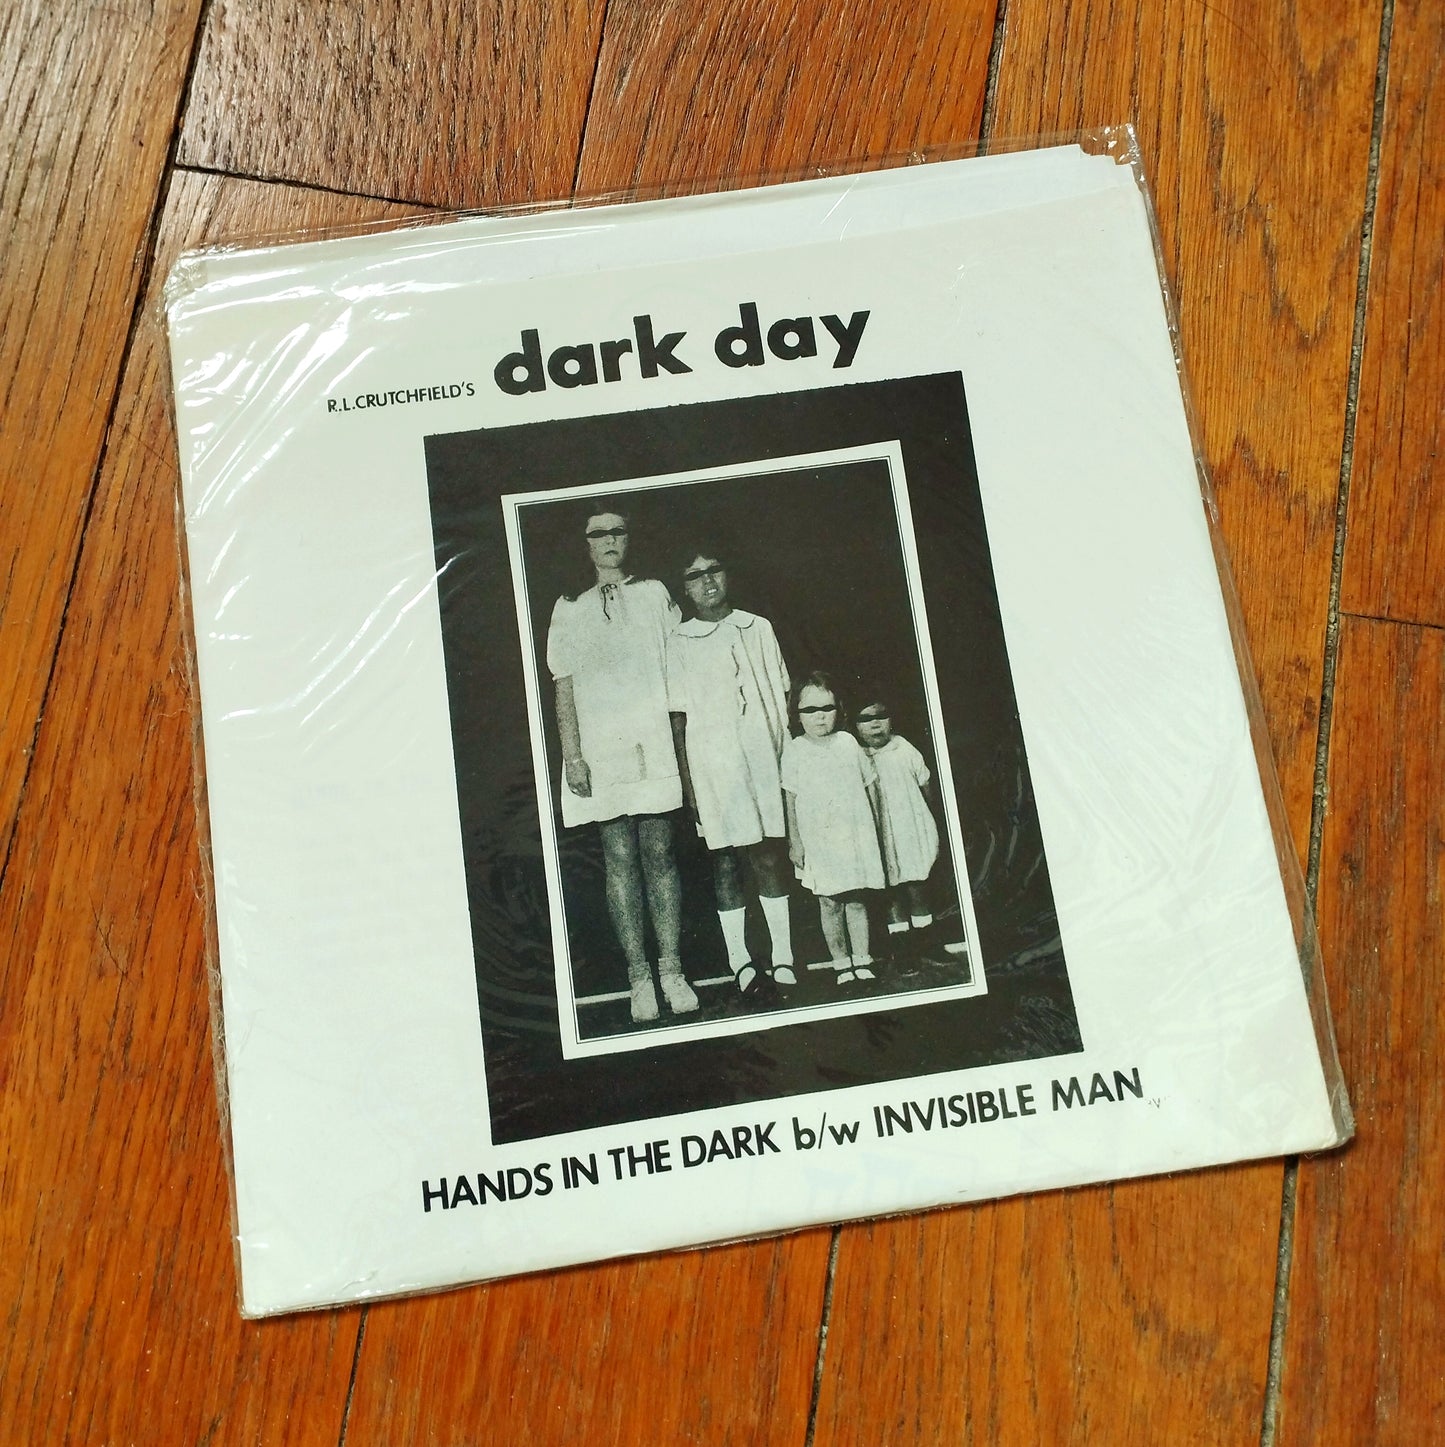 R.L.CRUTCHFIELD'S dark day
HANDS IN THE DARK b/w INVISIBLE MAN